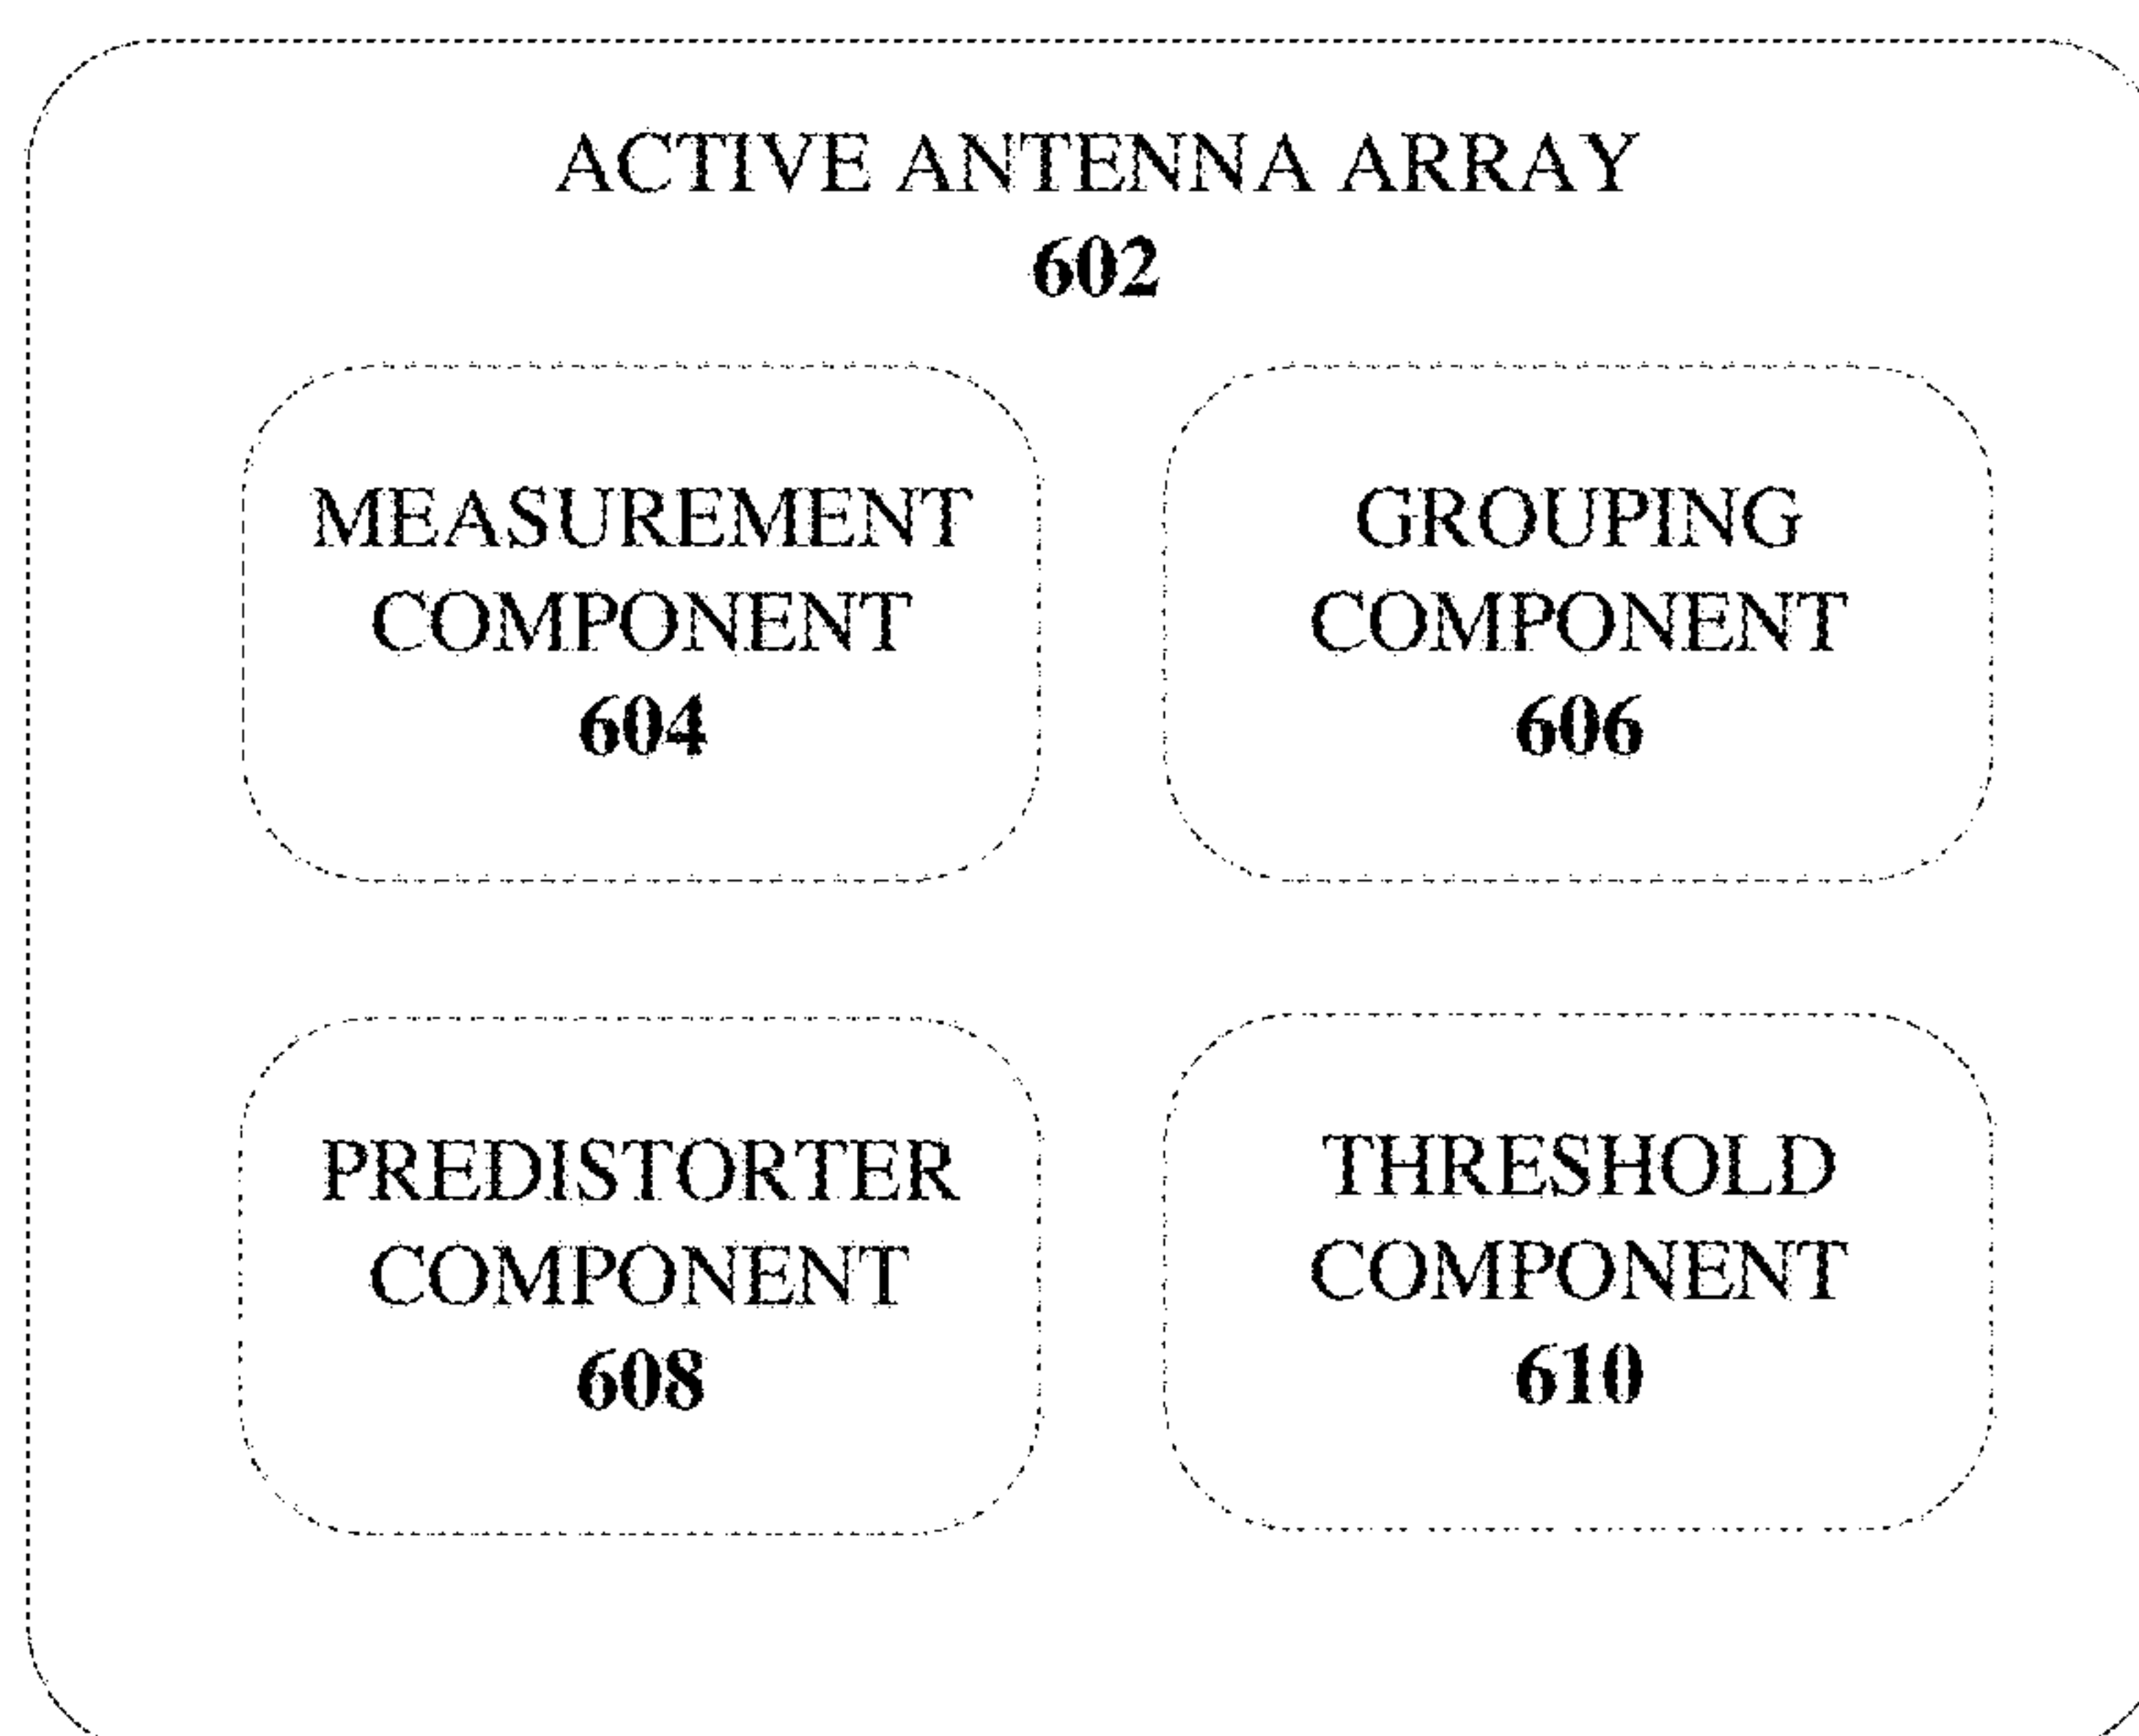 ACTIVE ANTENNA ARRAY
602
MEASUREMENT
COMPONENT
604
GROUPING
COMPONENT
606
PREDISTORTER
COMPONENT
608
THRESHOLD
COMPONENT
610